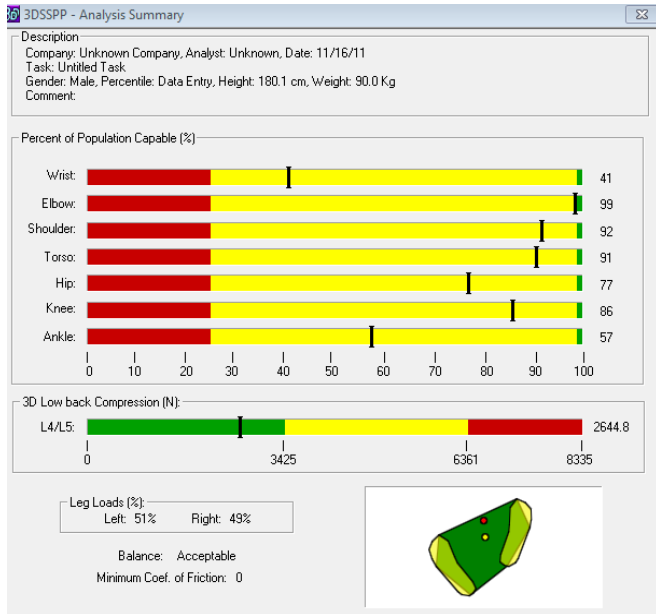 3DSSPP - Analysis Summary
Description
Company: Unknown Company, Analyst: Unknown, Date: 11/16/11
Task: Untitled Task
Gender: Male, Percentile: Data Entry, Height: 180.1 cm, Weight: 90.0 Kg
Comment:
Percent of Population Capable (%)
Wrist: 41
Elbow: 99
Shoulder: 92
Torso: 91
Hip: 77
Knee: 86
Ankle: 57
0 10 20 30 40 50 60 70 80 90 100
3D Low back Compression (N):
L4/L5: 2644.8
0 3425 6361 8335
Leg Loads (%):
Left: 51% Right: 49%
Balance: Acceptable
Minimum Coef. of Friction: 0